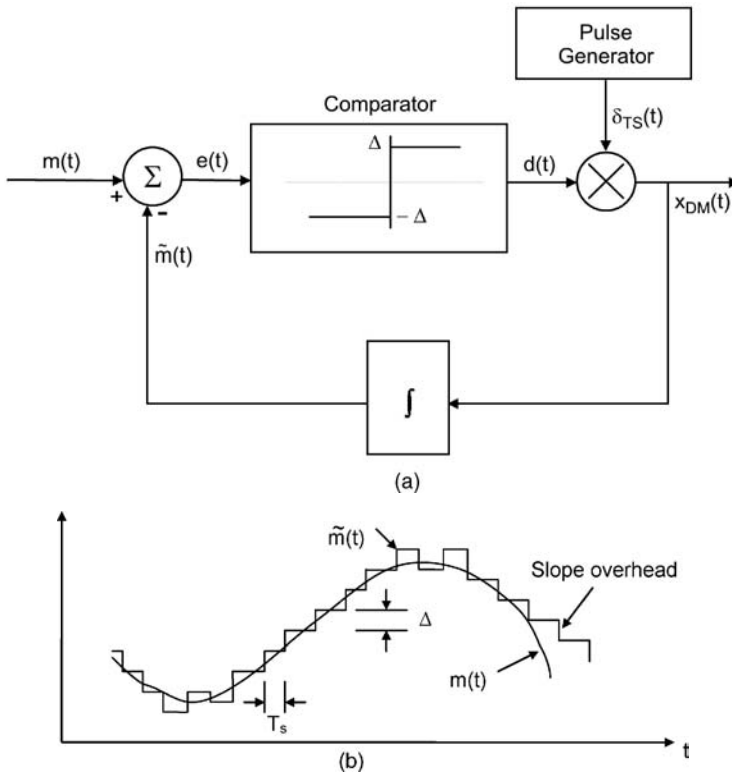 Pulse
Generator
Comparator
δTS(t)
Δ
m(t)
Σ
e(t)
d(t)
+
-
– Δ
xDM(t)
m̃(t)
∫
(a)
m̃(t)
Slope overhead
Δ
m(t)
Ts
t
(b)